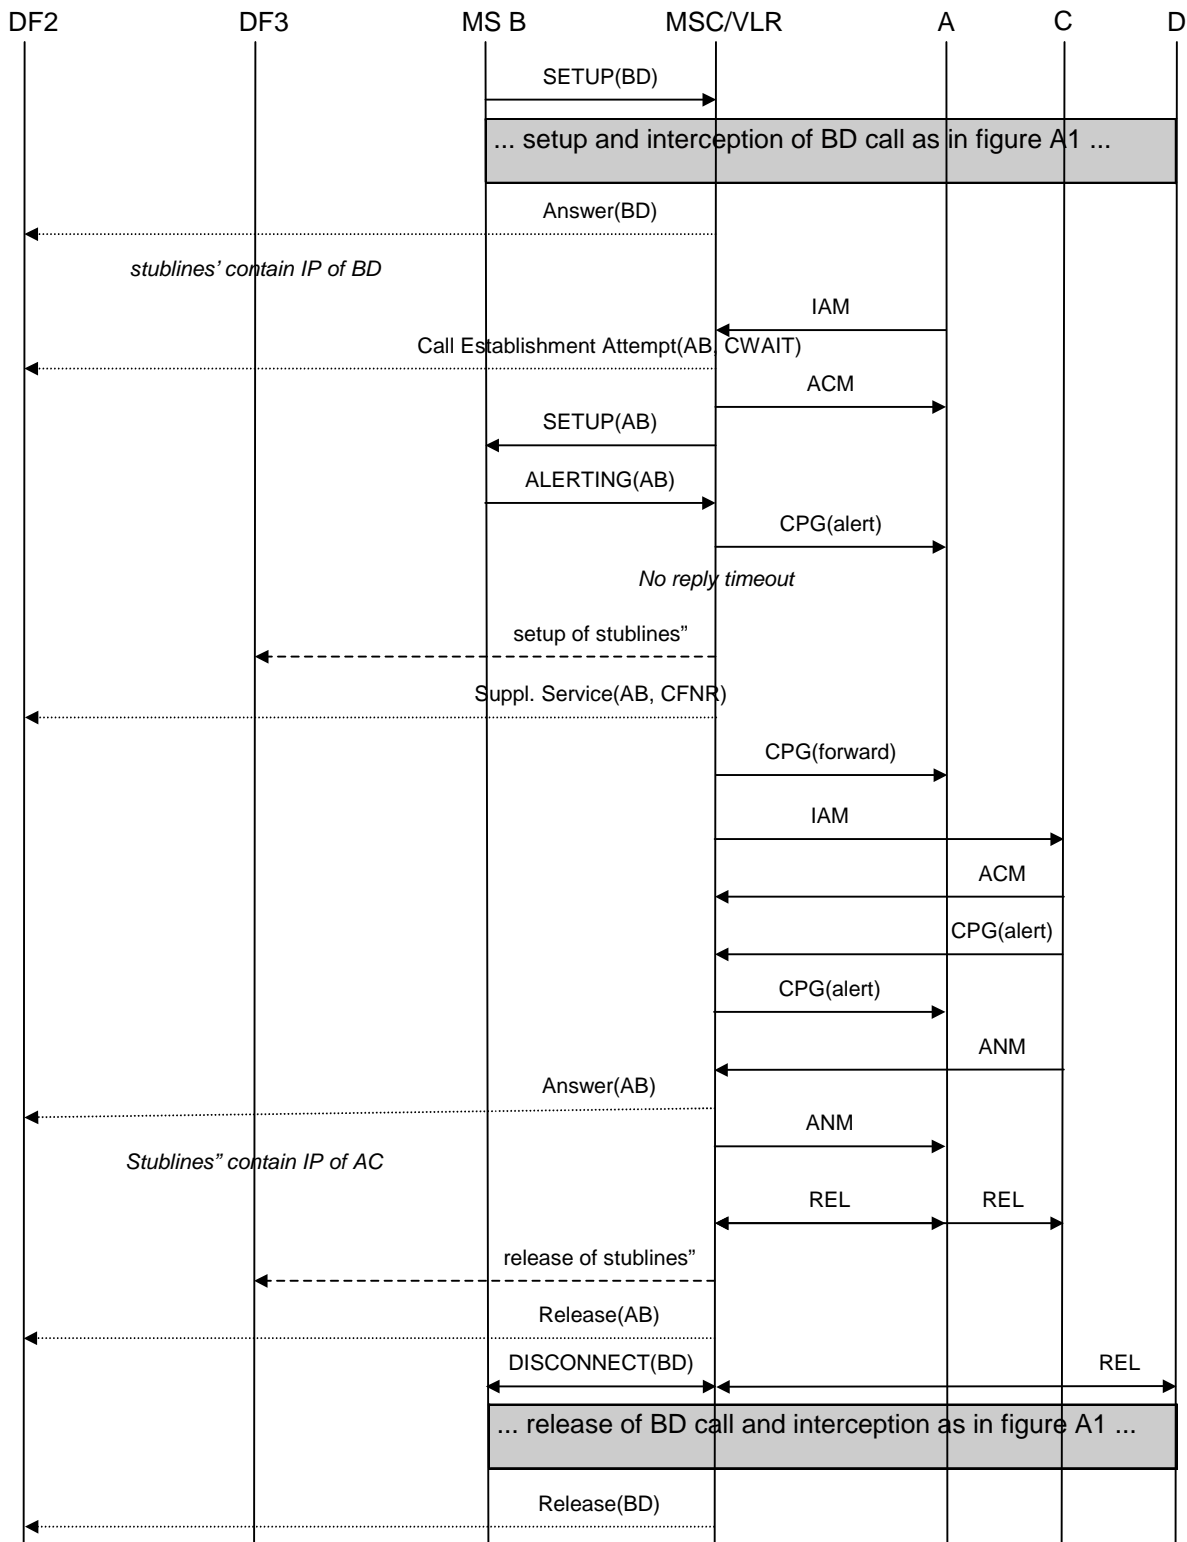 DF2 DF3 MS B MSC/VLR A C D
SETUP(BD)
... setup and interception of BD call as in figure A1 ...
Answer(BD)
stublines’ contain IP of BD
IAM
Call Establishment Attempt(AB, CWAIT)
ACM
SETUP(AB)
ALERTING(AB)
CPG(alert)
No reply timeout
setup of stublines”
Suppl. Service(AB, CFNR)
CPG(forward)
IAM
ACM
CPG(alert)
CPG(alert)
ANM
Answer(AB)
ANM
Stublines” contain IP of AC
REL REL
release of stublines”
Release(AB)
DISCONNECT(BD) REL
... release of BD call and interception as in figure A1 ...
Release(BD)